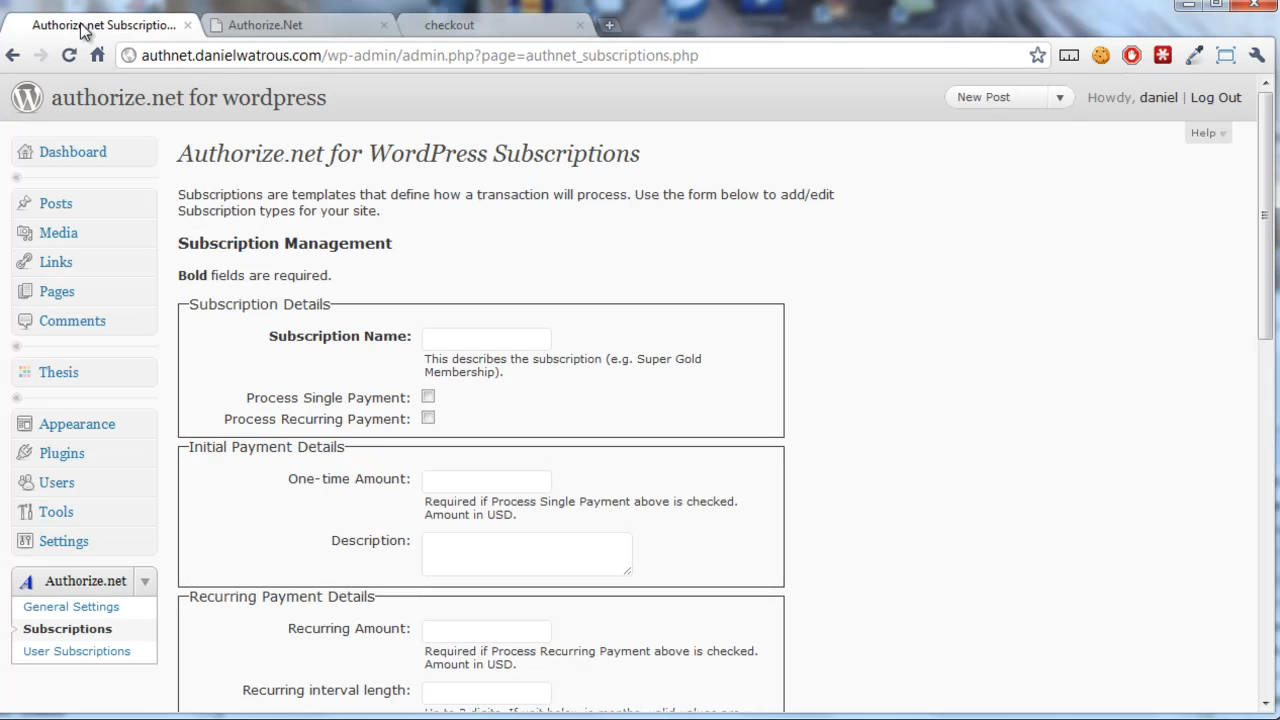 Authorize.net Subscriptio...
Authorize.Net
checkout
authnet.danielwatrous.com/wp-admin/admin.php?page=authnet_subscriptions.php
authorize.net for wordpress
New Post
Howdy, daniel | Log Out
Help
Dashboard
Posts
Media
Links
Pages
Comments
Thesis
Appearance
Plugins
Users
Tools
Settings
Authorize.net
General Settings
Subscriptions
User Subscriptions
Authorize.net for WordPress Subscriptions
Subscriptions are templates that define how a transaction will process. Use the form below to add/edit
Subscription types for your site.
Subscription Management
Bold fields are required.
Subscription Details
Subscription Name:
This describes the subscription (e.g. Super Gold
Membership).
Process Single Payment:
Process Recurring Payment:
Initial Payment Details
One-time Amount:
Required if Process Single Payment above is checked.
Amount in USD.
Description:
Recurring Payment Details
Recurring Amount:
Required if Process Recurring Payment above is checked.
Amount in USD.
Recurring interval length: